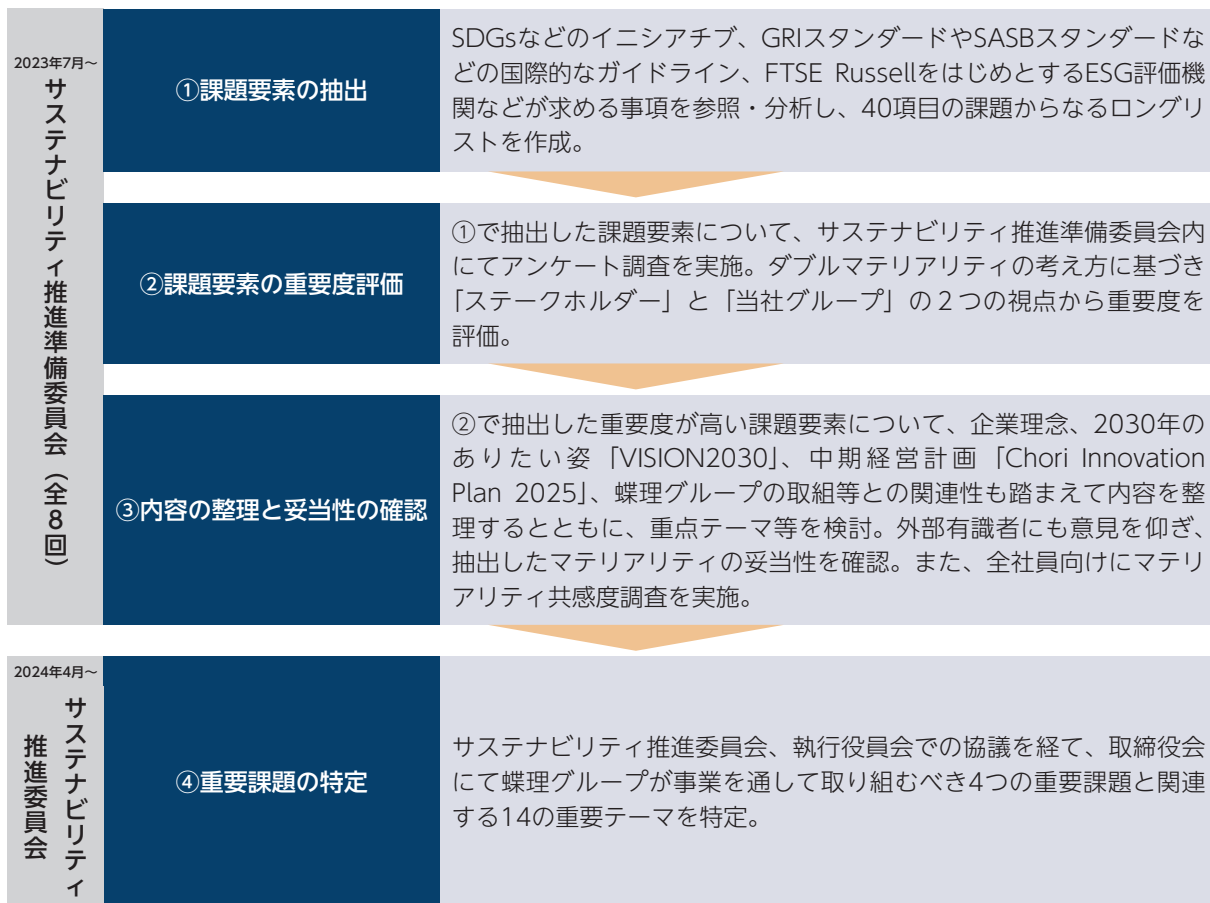 2023年7月～
サステナビリティ推進準備委員会（全8回）
①課題要素の抽出
SDGsなどのイニシアチブ、GRIスタンダードやSASBスタンダードな
どの国際的なガイドライン、FTSE RussellをはじめとするESG評価機
関などが求める事項を参照・分析し、40項目の課題からなるロングリ
ストを作成。
②課題要素の重要度評価
①で抽出した課題要素について、サステナビリティ推進準備委員会内
にてアンケート調査を実施。ダブルマテリアリティの考え方に基づき
「ステークホルダー」と「当社グループ」の2つの視点から重要度を
評価。
③内容の整理と妥当性の確認
②で抽出した重要度が高い課題要素について、企業理念、2030年の
ありたい姿「VISION2030」、中期経営計画「Chori Innovation
Plan 2025」、蝶理グループの取組等との関連性も踏まえて内容を整
理するとともに、重点テーマ等を検討。外部有識者にも意見を仰ぎ、
抽出したマテリアリティの妥当性を確認。また、全社員向けにマテリ
アリティ共感度調査を実施。
2024年4月～
サステナビリティ
推進委員会
④重要課題の特定
サステナビリティ推進委員会、執行役員会での協議を経て、取締役会
にて蝶理グループが事業を通して取り組むべき4つの重要課題と関連
する14の重要テーマを特定。